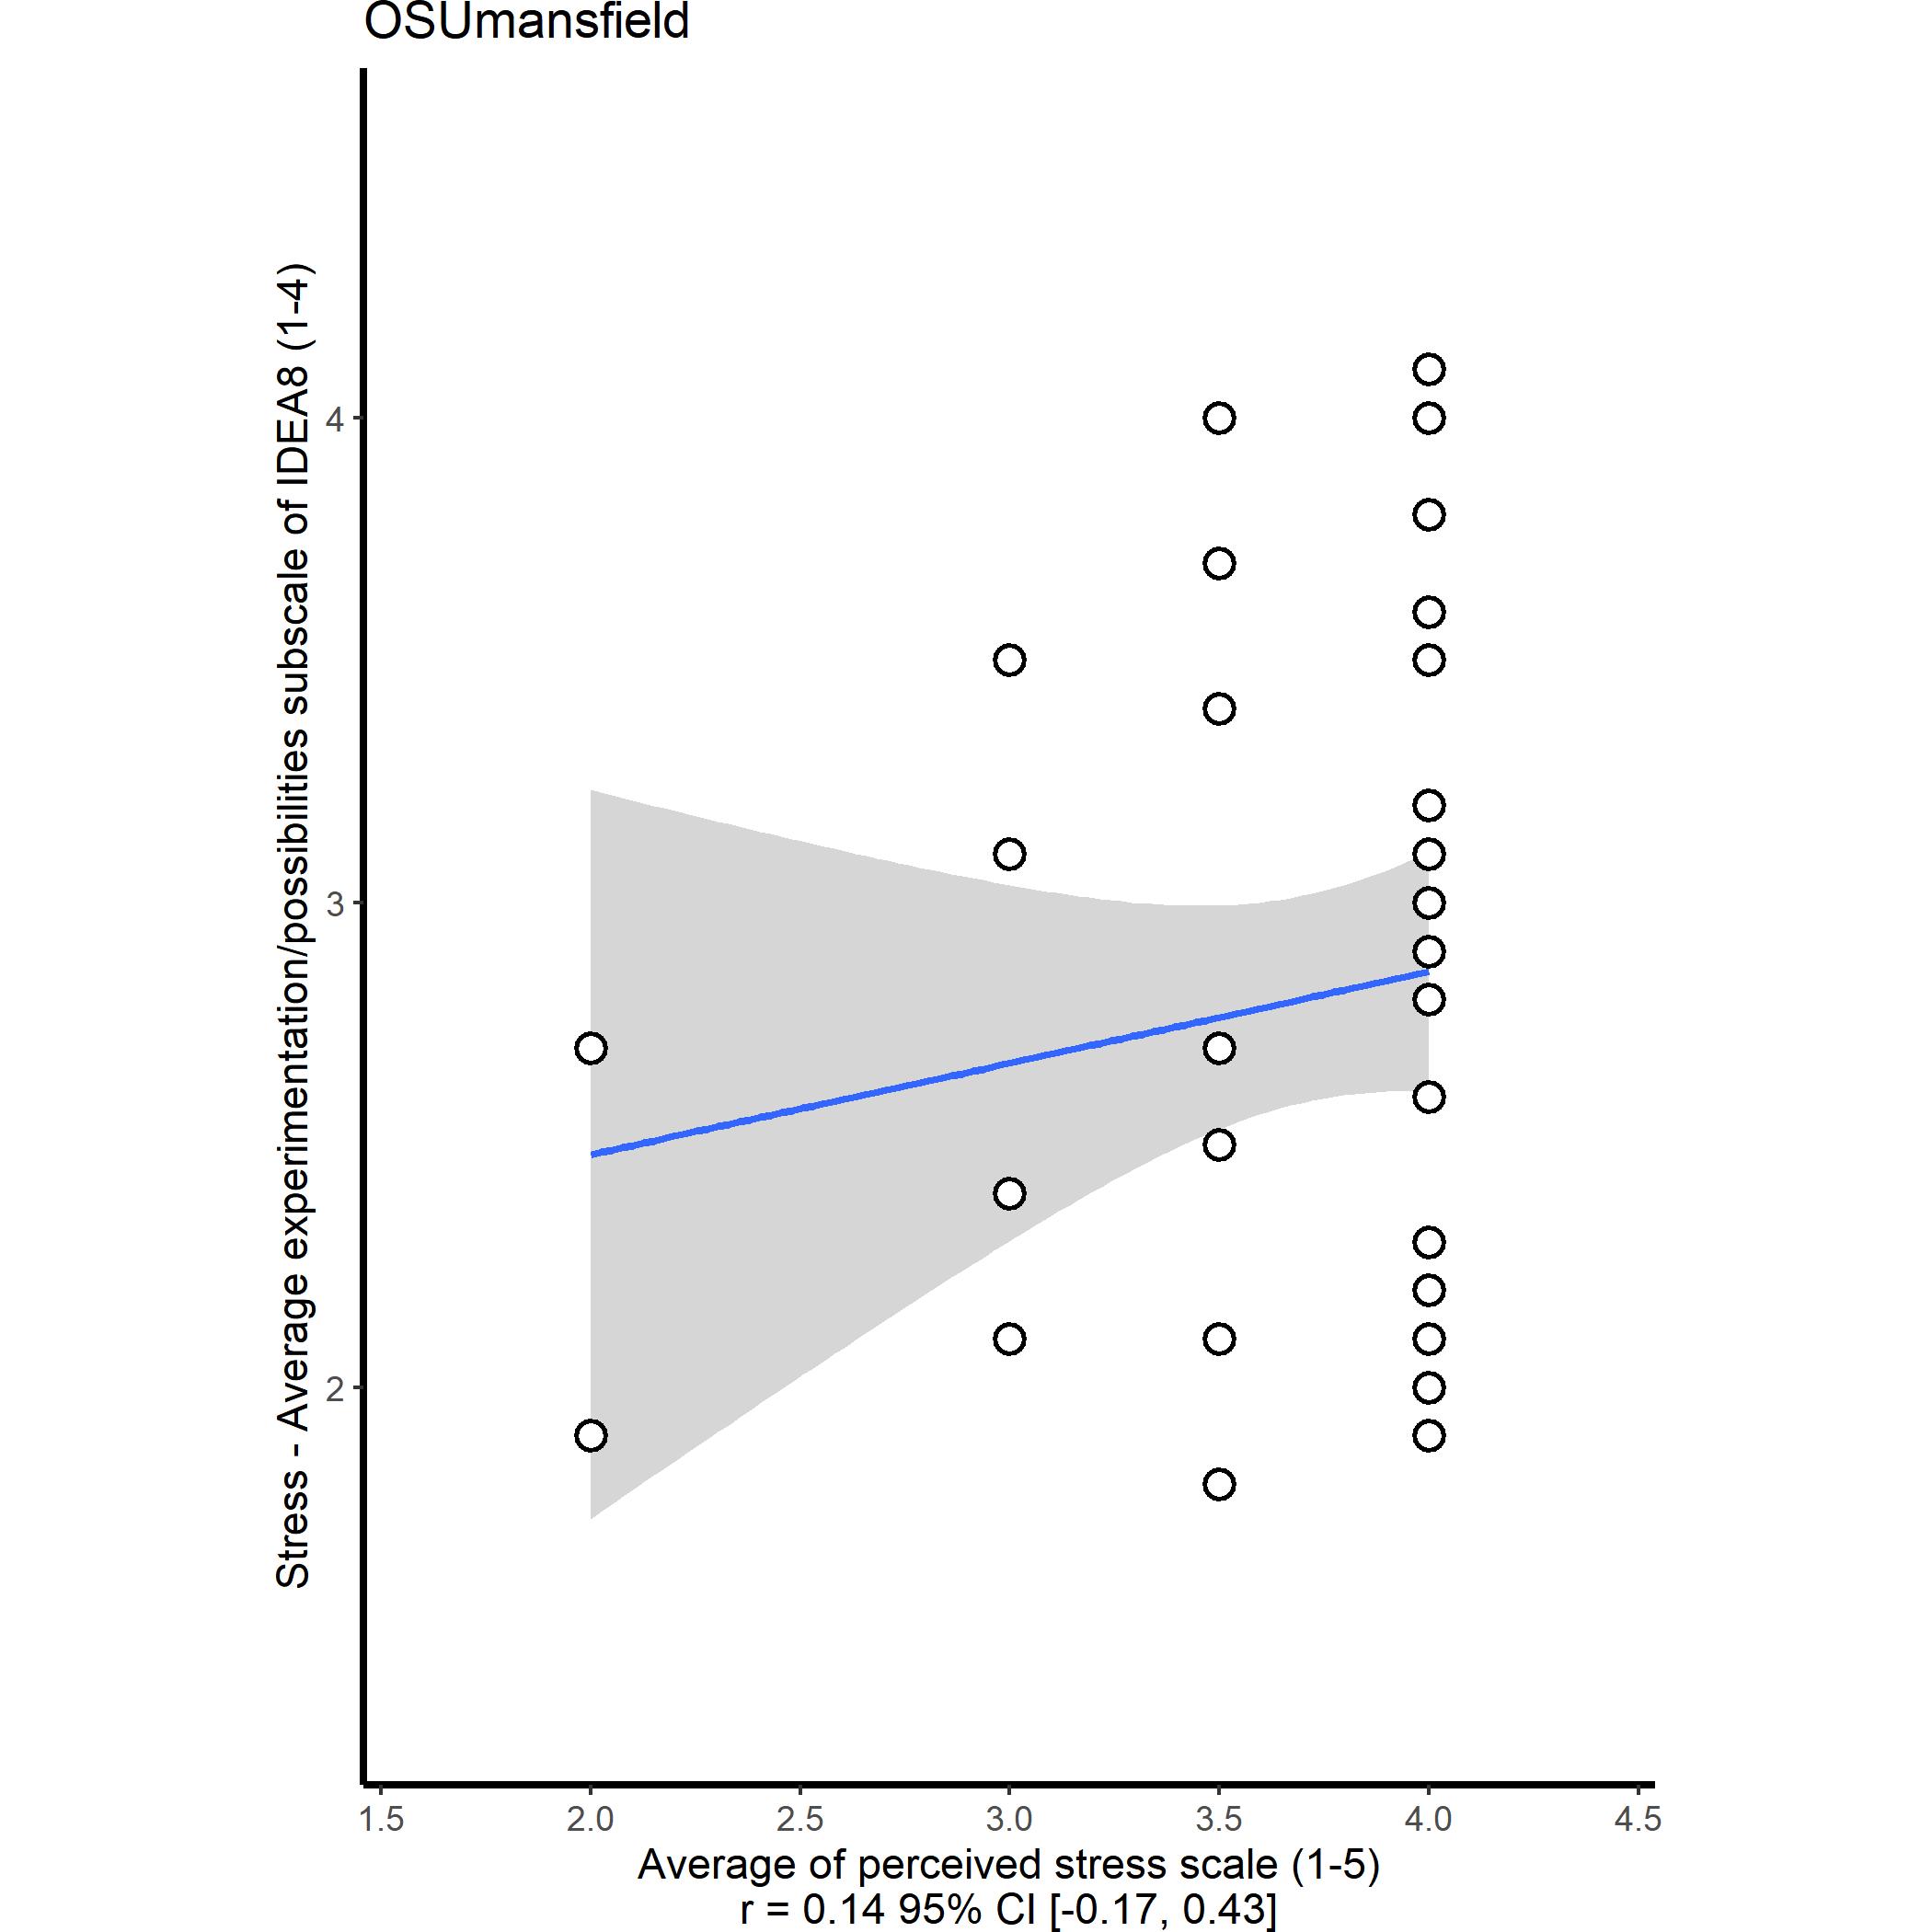 OSUmansfield
Stress - Average experimentation/possibilities subscale of IDEA8 (1-4)
4
3
2
1.5 2.0 2.5 3.0 3.5 4.0 4.5
Average of perceived stress scale (1-5)
r = 0.14 95% CI [-0.17, 0.43]